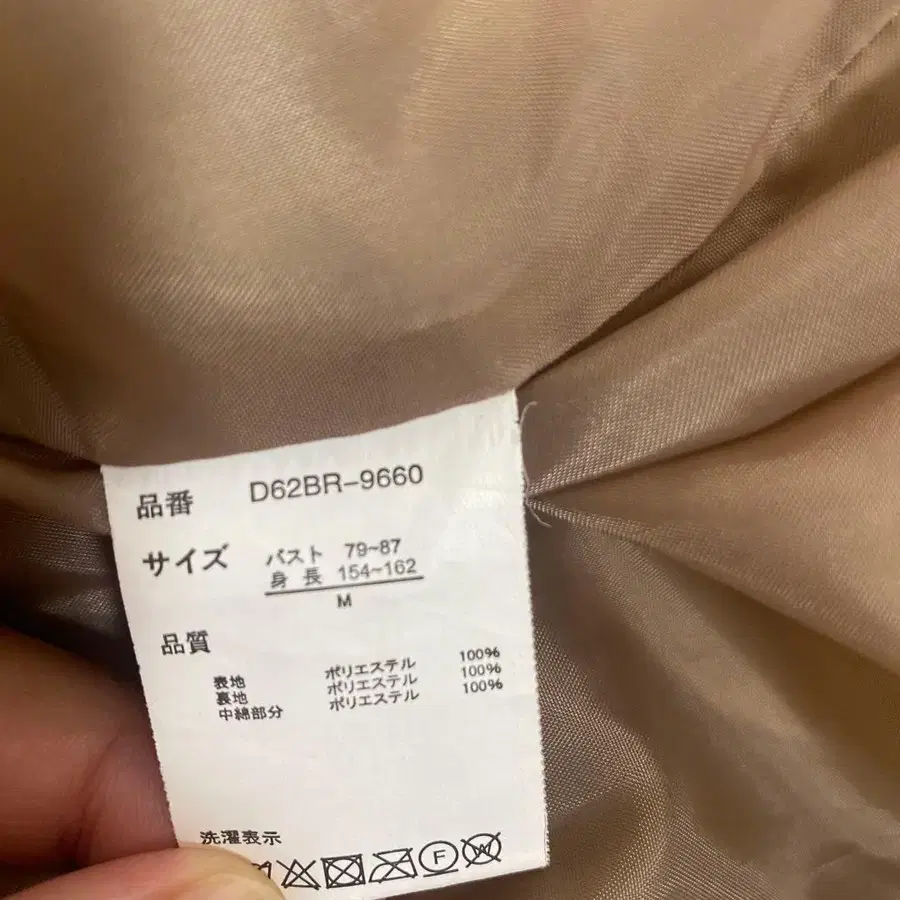 品番 D62BR-9660
サイズ バスト 79~87
身長 154~162
M
品質
表地 ポリエステル 100%
裏地 ポリエステル 100%
中綿部分 ポリエステル 100%
洗濯表示
F W